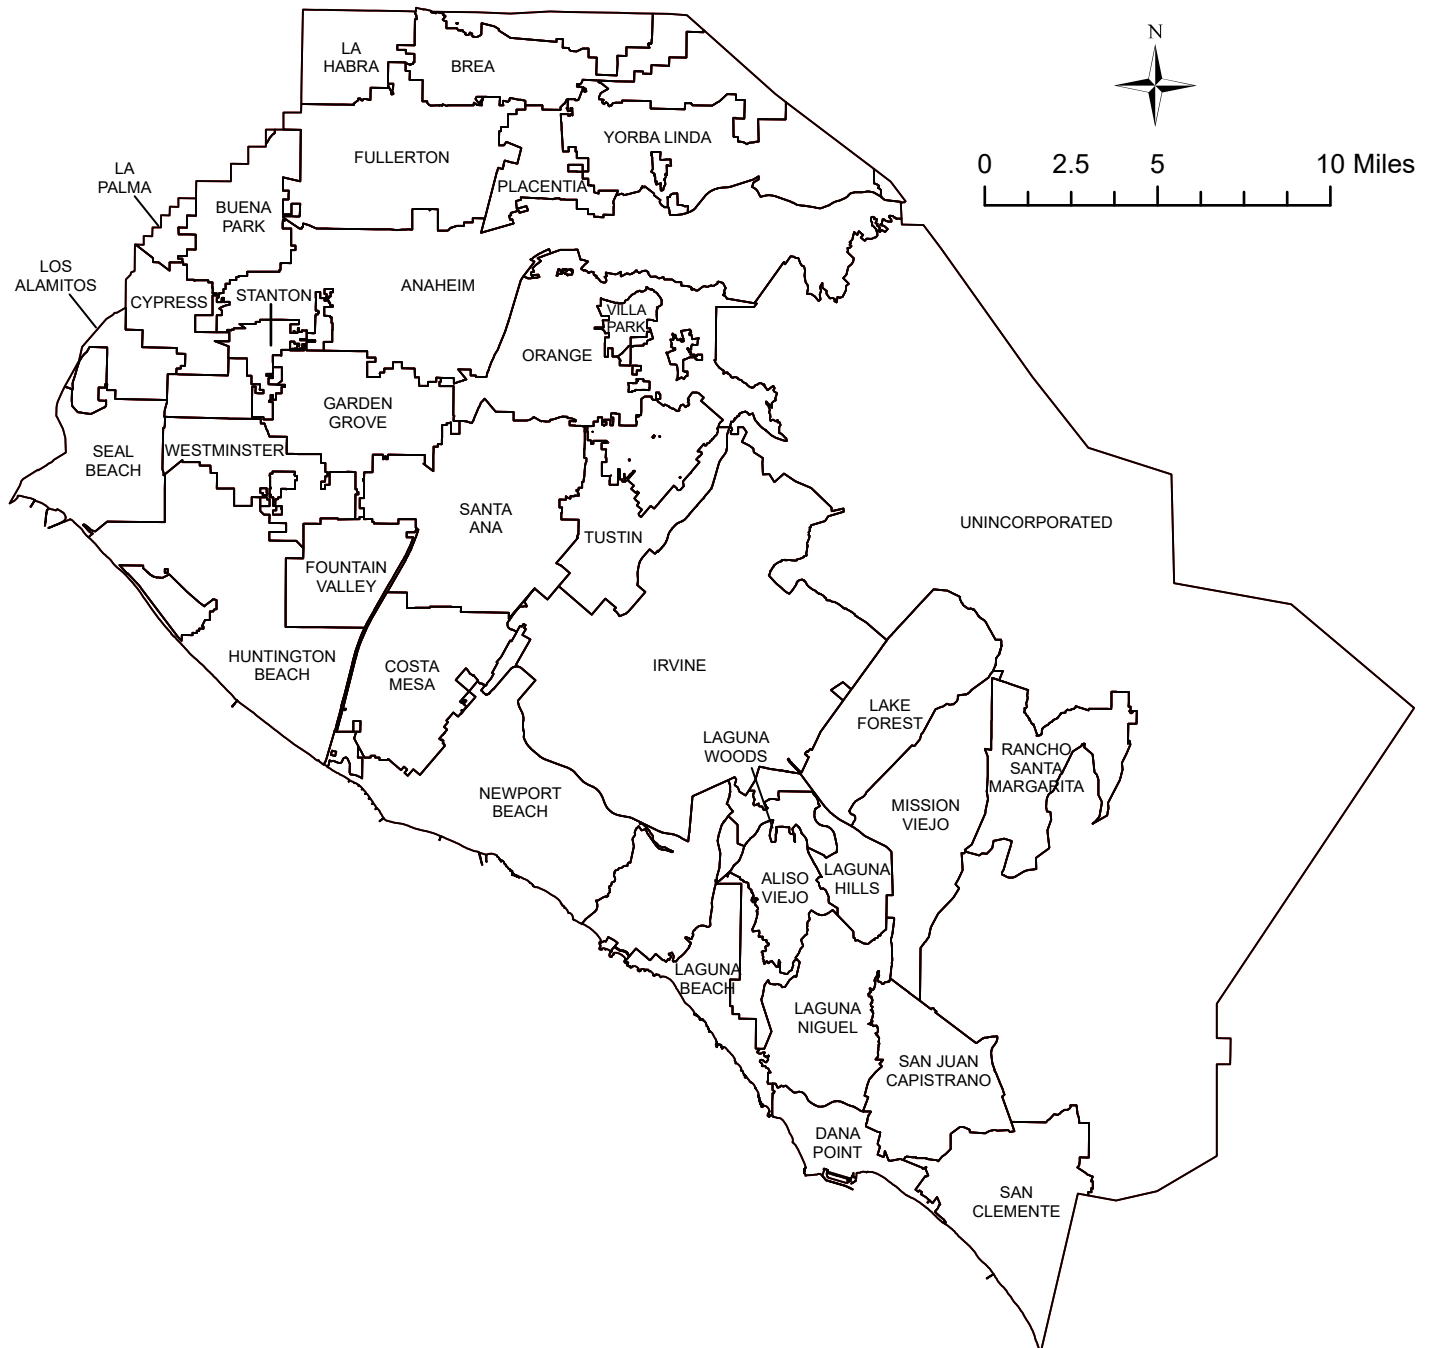 N
0 2.5 5 10 Miles
LA
HABRA
BREA
FULLERTON
YORBA LINDA
PLACENTIA
LA
PALMA
BUENA
PARK
LOS
ALAMITOS
CYPRESS
STANTON
ANAHEIM
VILLA
PARK
ORANGE
GARDEN
GROVE
SEAL
BEACH
WESTMINSTER
SANTA
ANA
TUSTIN
UNINCORPORATED
FOUNTAIN
VALLEY
HUNTINGTON
BEACH
COSTA
MESA
IRVINE
LAKE
FOREST
LAGUNA
WOODS
RANCHO
SANTA
MARGARITA
NEWPORT
BEACH
MISSION
VIEJO
ALISO
VIEJO
LAGUNA
HILLS
LAGUNA
BEACH
LAGUNA
NIGUEL
SAN JUAN
CAPISTRANO
DANA
POINT
SAN
CLEMENTE